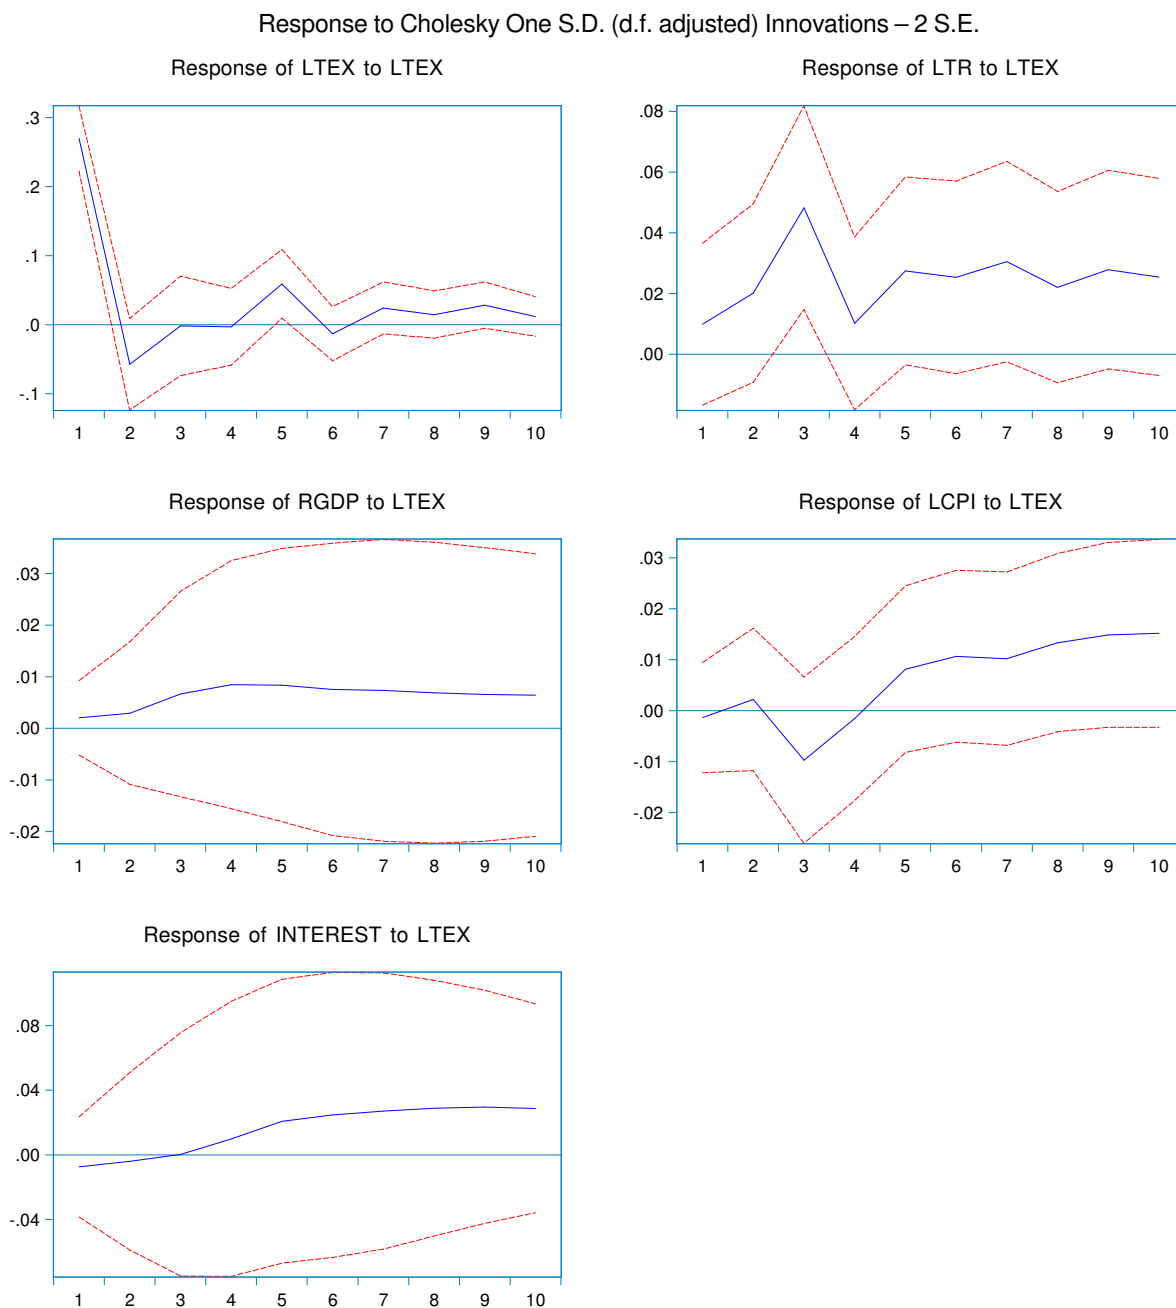 Response to Cholesky One S.D. (d.f. adjusted) Innovations – 2 S.E.
Response of LTEX to LTEX
.3
.2
.1
.0
-.1
1 2 3 4 5 6 7 8 9 10
Response of LTR to LTEX
.08
.06
.04
.02
.00
1 2 3 4 5 6 7 8 9 10
Response of RGDP to LTEX
.03
.02
.01
.00
-.01
-.02
1 2 3 4 5 6 7 8 9 10
Response of LCPI to LTEX
.03
.02
.01
.00
-.01
-.02
1 2 3 4 5 6 7 8 9 10
Response of INTEREST to LTEX
.08
.04
.00
-.04
1 2 3 4 5 6 7 8 9 10